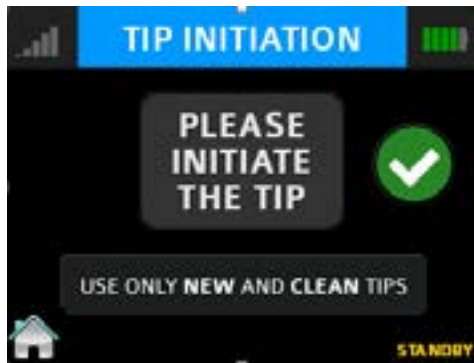 TIP INITIATION
PLEASE
INITIATE
THE TIP
USE ONLY NEW AND CLEAN TIPS
STANDBY